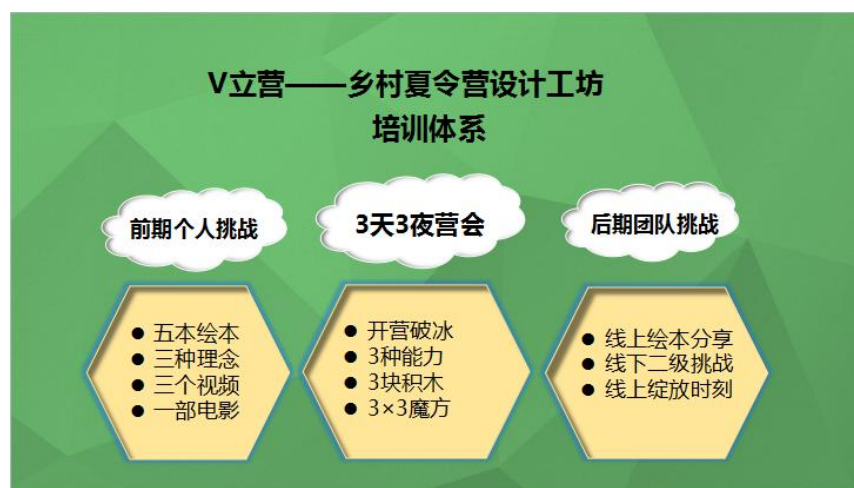 V立营——乡村夏令营设计工坊
培训体系
前期个人挑战
3天3夜营会
后期团队挑战
● 五本绘本
● 三种理念
● 三个视频
● 一部电影
● 开营破冰
● 3种能力
● 3块积木
● 3×3魔方
● 线上绘本分享
● 线下二级挑战
● 线上绽放时刻